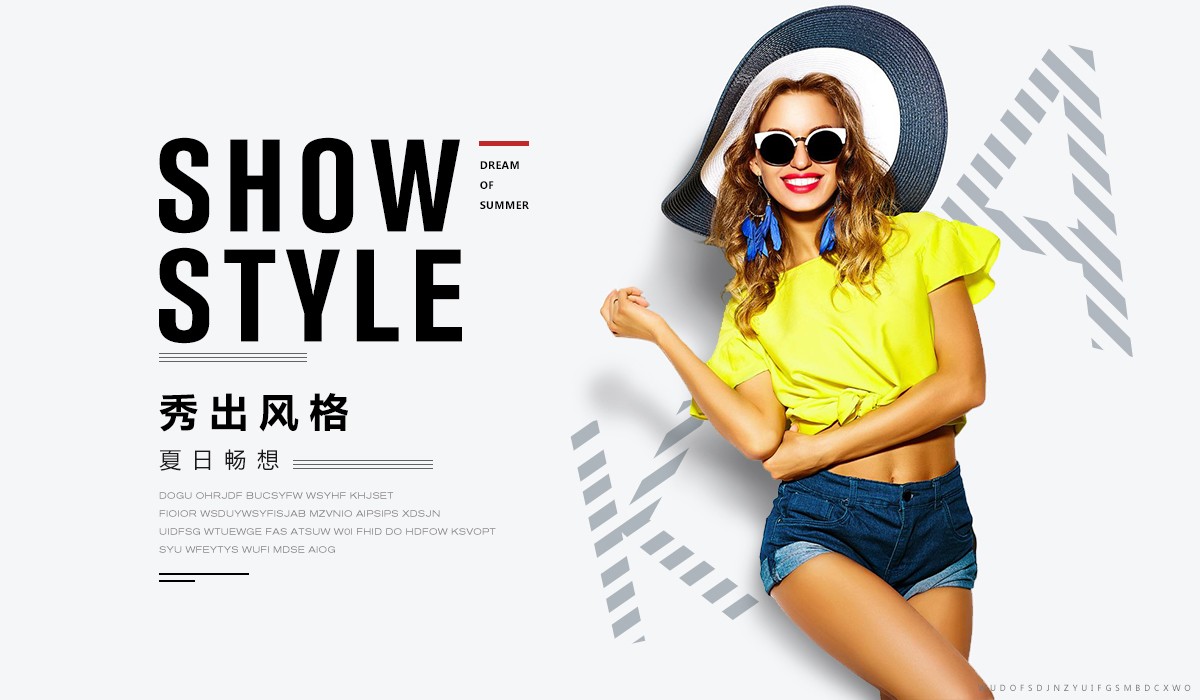 SHOW
STYLE
DREAM
OF
SUMMER
秀出风格
夏日畅想
DOGU OHRJDF BUCSYFW WSYHF KHJSET
FIOIOR WSDUYWSYFISJAB MZVNIO AIPSIPS XDSJN
UIDFSG WTUEWGE FAS ATSUW W0I FHID DO HDFOW KSVOPT
SYU WFEYTYS WUFI MDSE AIOG
K
A
UDOFSDJNZYUIFGSMBDCXWO